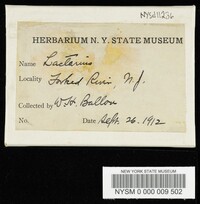 NYSf11236
HERBARIUM N. Y. STATE MUSEUM
Name Lactarius
Locality Forked River, N.J.
Collected by W.H. Ballou
No. Date Sept. 26, 1912
NEW YORK STATE MUSEUM
NYSM 0 000 009 502